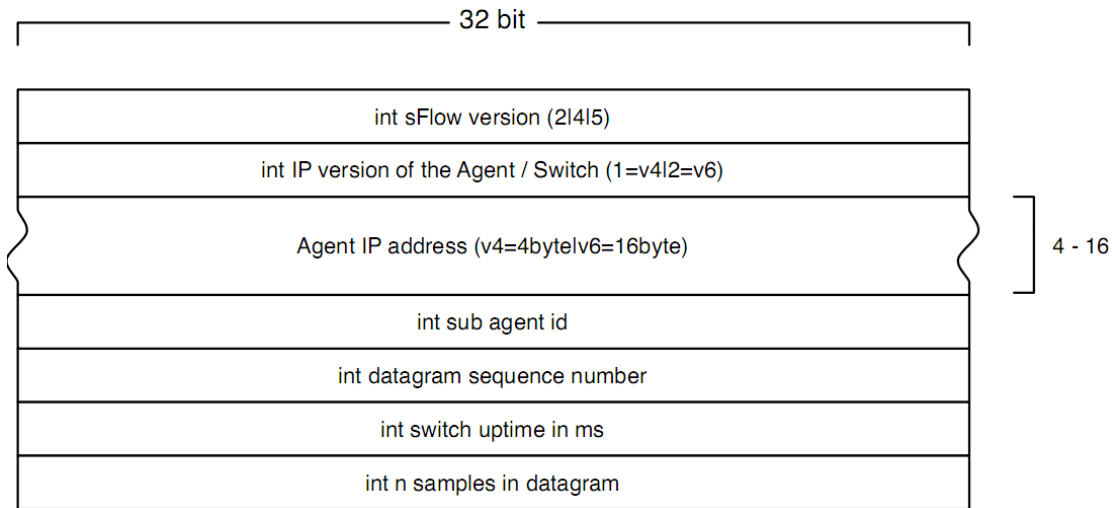 32 bit
int sFlow version (2|4|5)
int IP version of the Agent / Switch (1=v4|2=v6)
Agent IP address (v4=4byte|v6=16byte)
4 - 16
int sub agent id
int datagram sequence number
int switch uptime in ms
int n samples in datagram